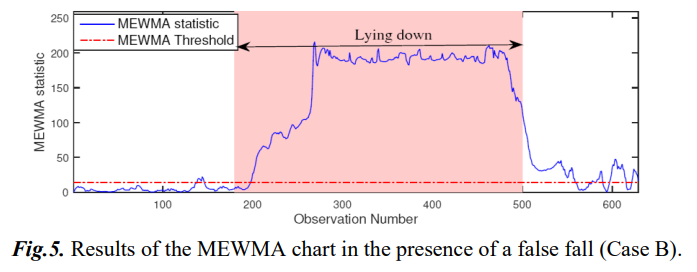 250
200
150
100
50
0
MEWMA statistic
MEWMA statistic
MEWMA Threshold
Lying down
100
200
300
400
500
600
Observation Number
Fig.5. Results of the MEWMA chart in the presence of a false fall (Case B).